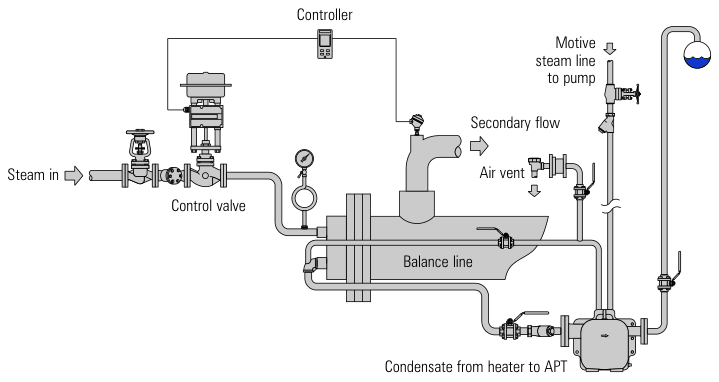 Controller
Motive
steam line
to pump
Secondary flow
Steam in
Air vent
Control valve
Balance line
Condensate from heater to APT